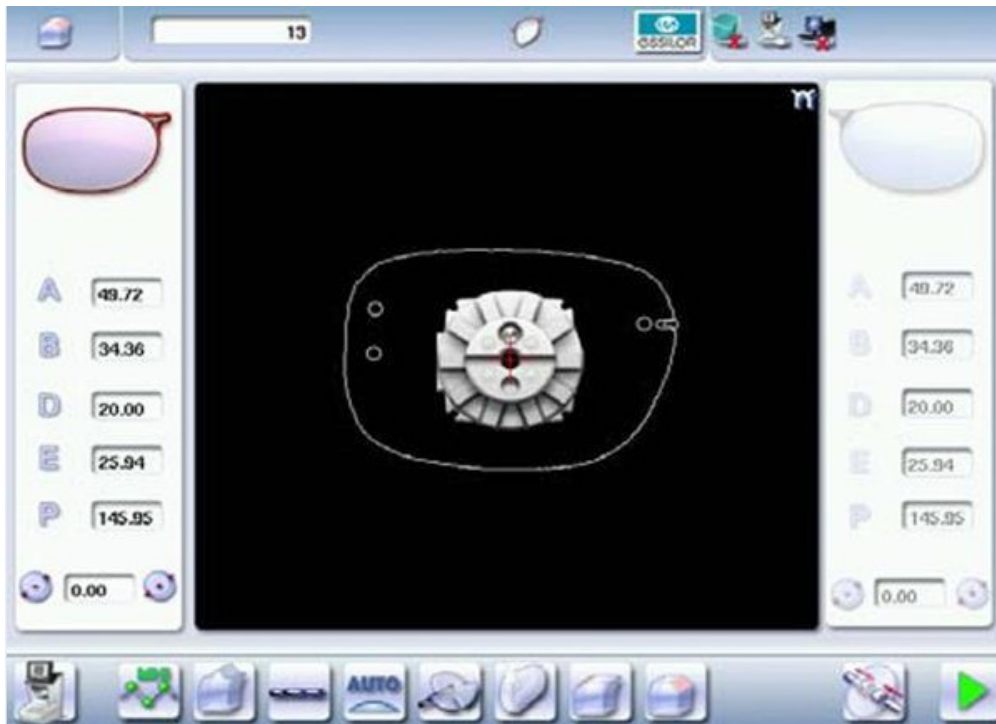 13
essilor
A 49.72
B 34.36
D 20.00
E 25.94
P 145.95
0.00
A 49.72
B 34.36
D 20.00
E 25.94
P 145.95
0.00
AUTO